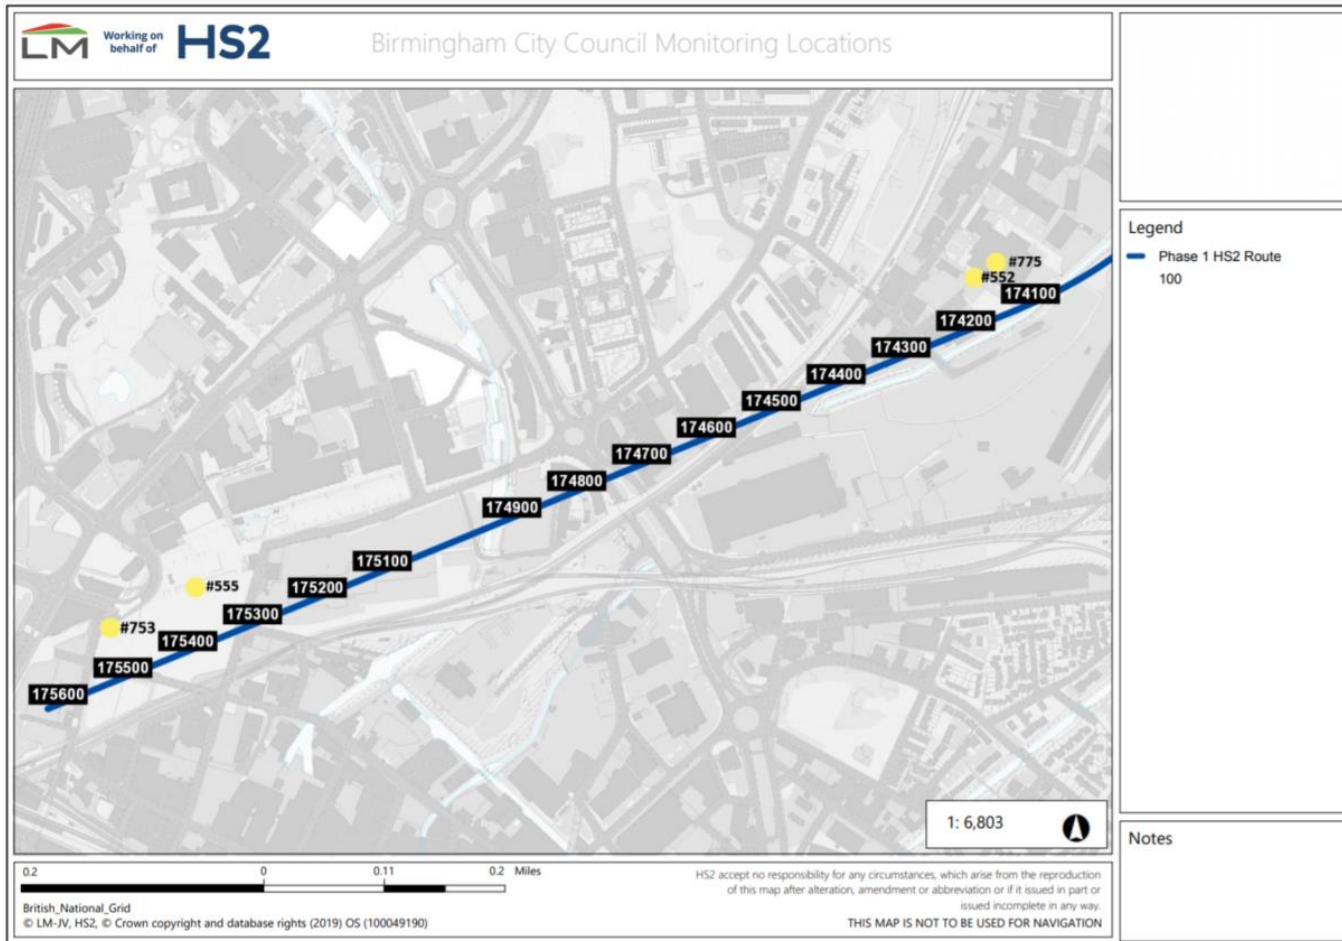 LM Working on behalf of HS2
Birmingham City Council Monitoring Locations
#775
#552
174100
174200
174300
174400
174500
174600
174700
174800
174900
175100
#555
175200
175300
#753
175400
175500
175600
1: 6,803
Legend
Phase 1 HS2 Route
100
Notes
0.2 0 0.11 0.2 Miles
British_National_Grid
© LM-JV, HS2, © Crown copyright and database rights (2019) OS (100049190)
HS2 accept no responsibility for any circumstances, which arise from the reproduction
of this map after alteration, amendment or abbreviation or if it issued in part or
issued incomplete in any way.
THIS MAP IS NOT TO BE USED FOR NAVIGATION